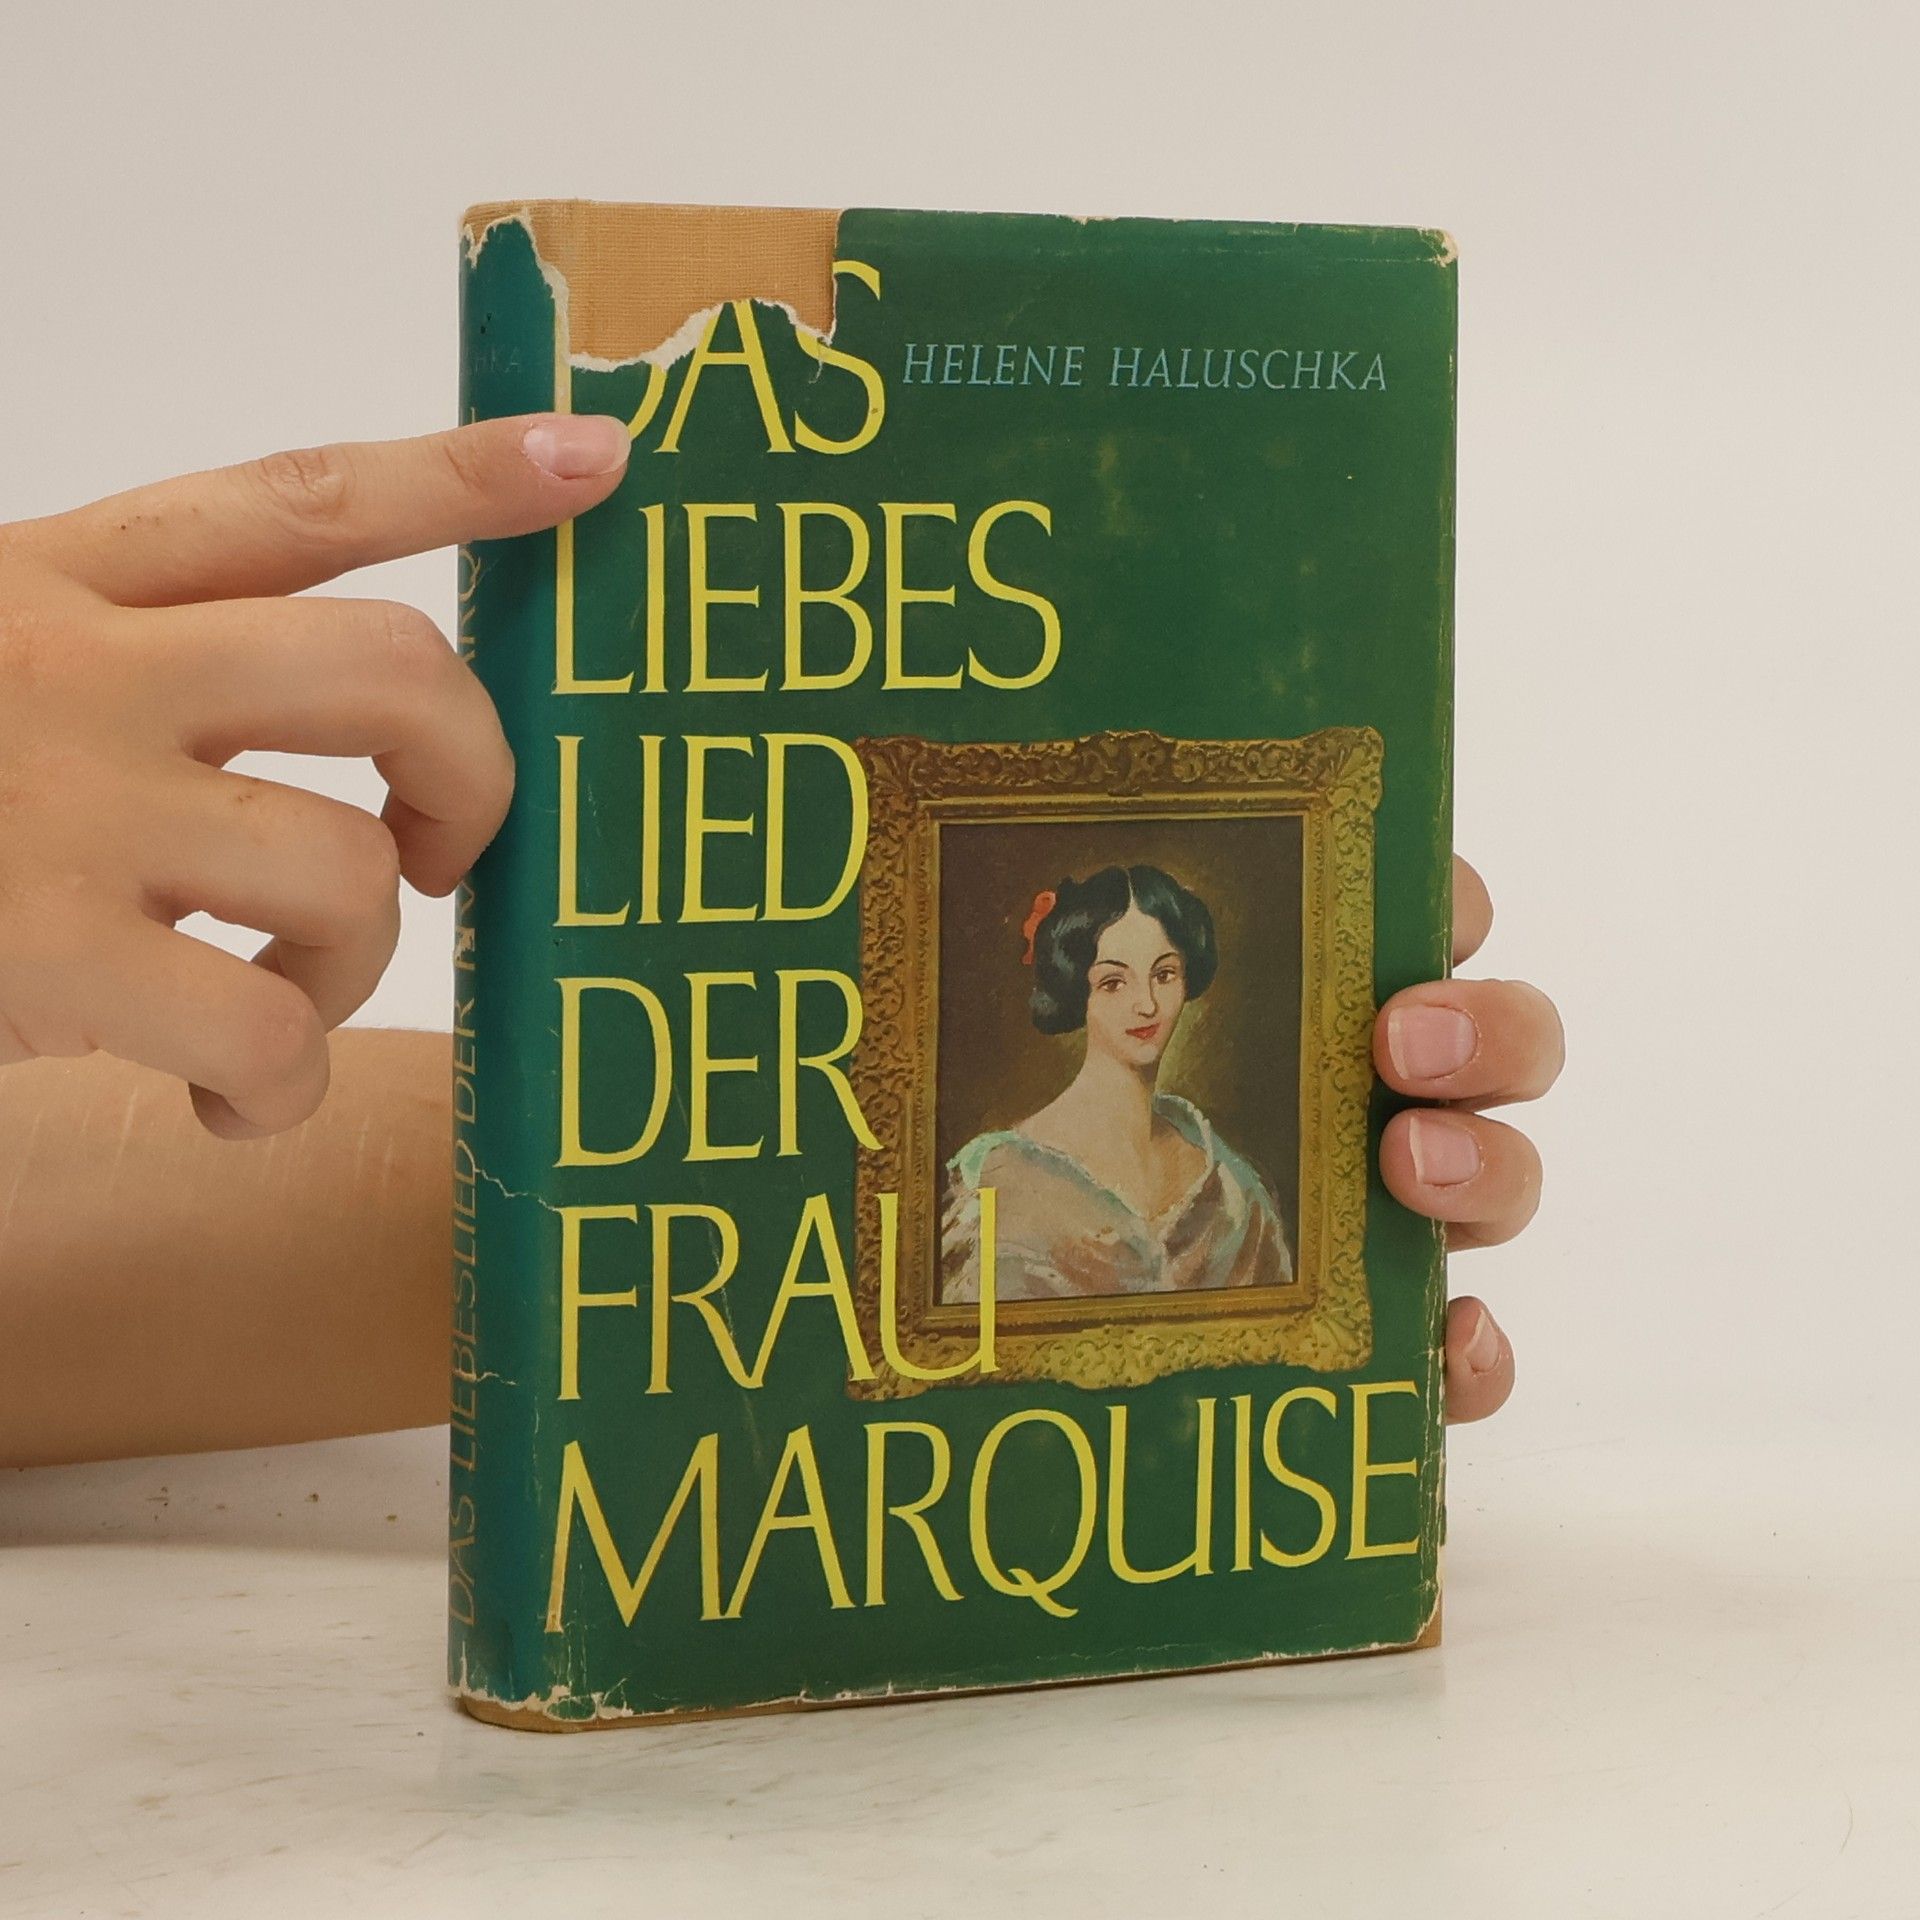 DAS
HELENE HALUSCHKA
LIEBES
LIED
DER
FRAU
MARQUISE
DAS LIEBESLIED DER